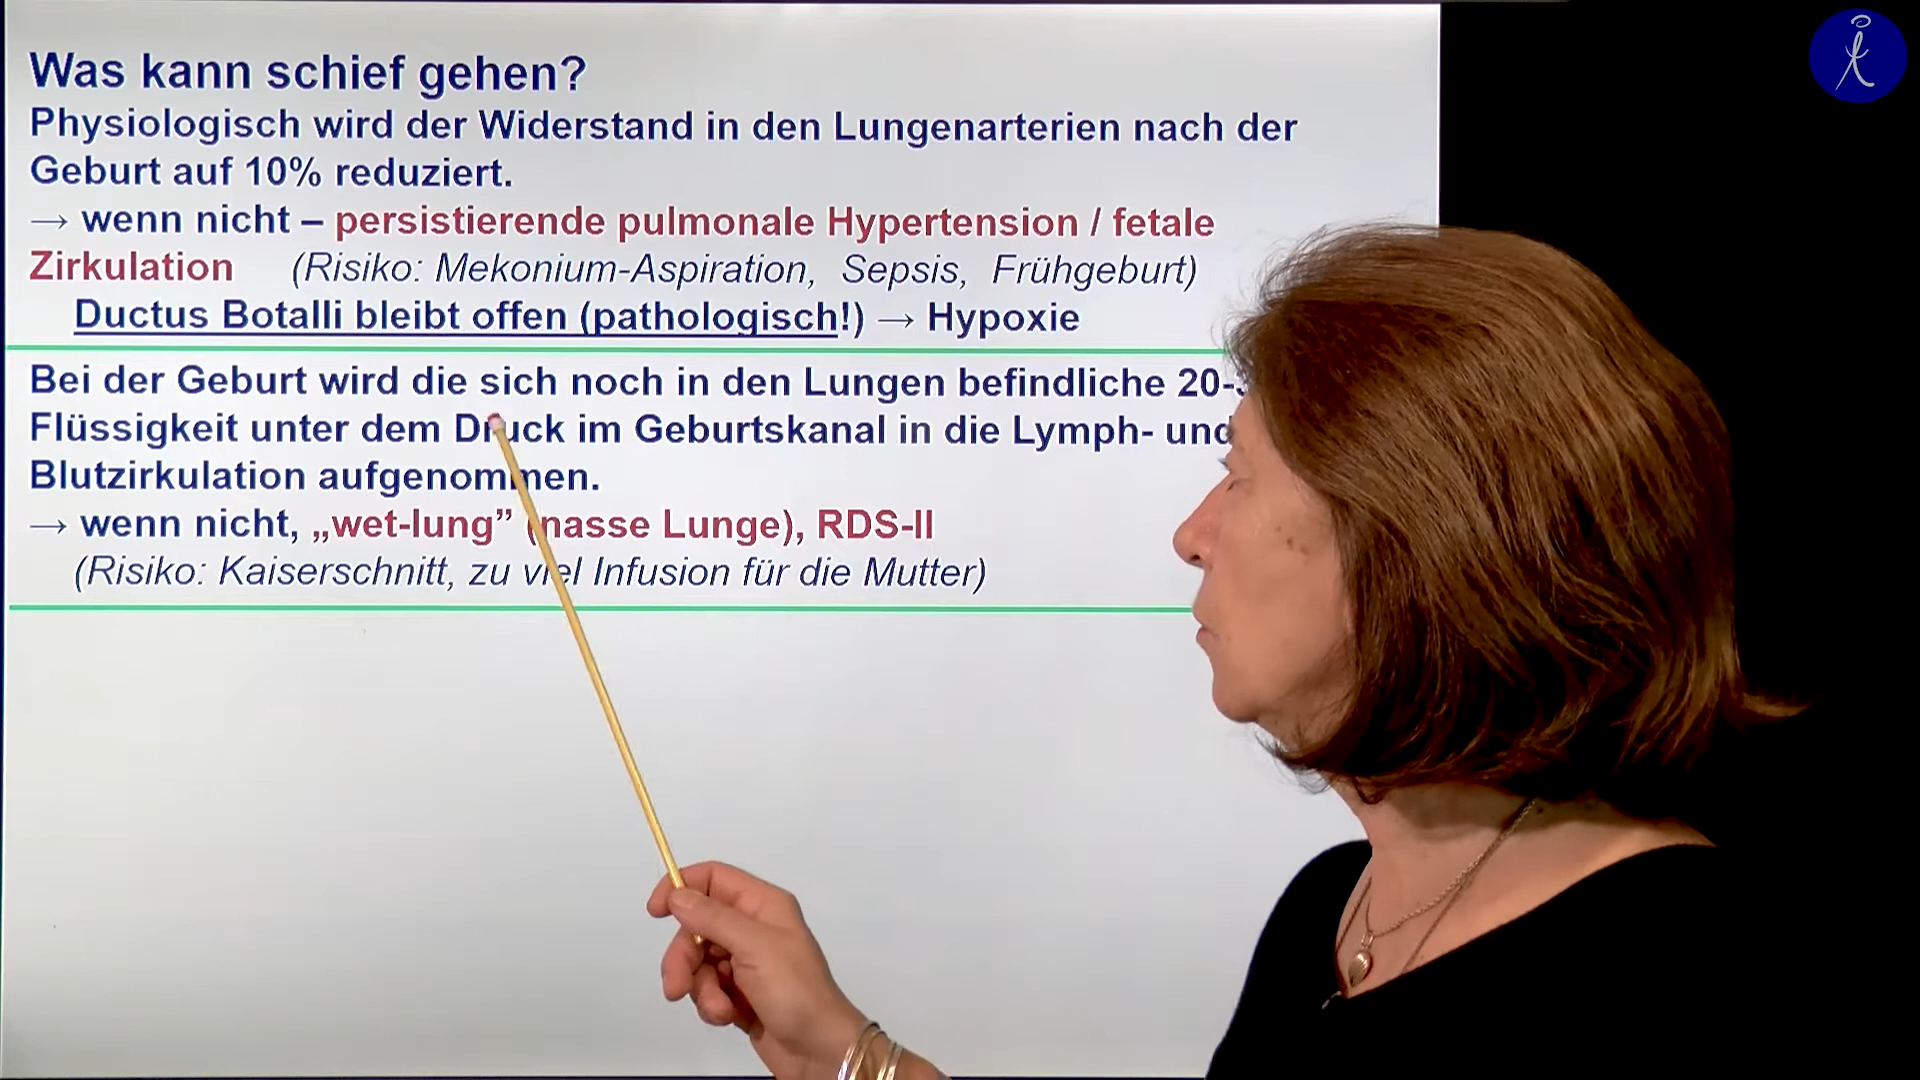 Was kann schief gehen?
Physiologisch wird der Widerstand in den Lungenarterien nach der
Geburt auf 10% reduziert.
→ wenn nicht – persistierende pulmonale Hypertension / fetale
Zirkulation (Risiko: Mekonium-Aspiration, Sepsis, Frühgeburt)
Ductus Botalli bleibt offen (pathologisch!) → Hypoxie
Bei der Geburt wird die sich noch in den Lungen befindliche
Flüssigkeit unter dem Druck im Geburtskanal in die Lymph- und
Blutzirkulation aufgenommen.
→ wenn nicht, „wet-lung” (nasse Lunge), RDS-II
(Risiko: Kaiserschnitt, zu viel Infusion für die Mutter)